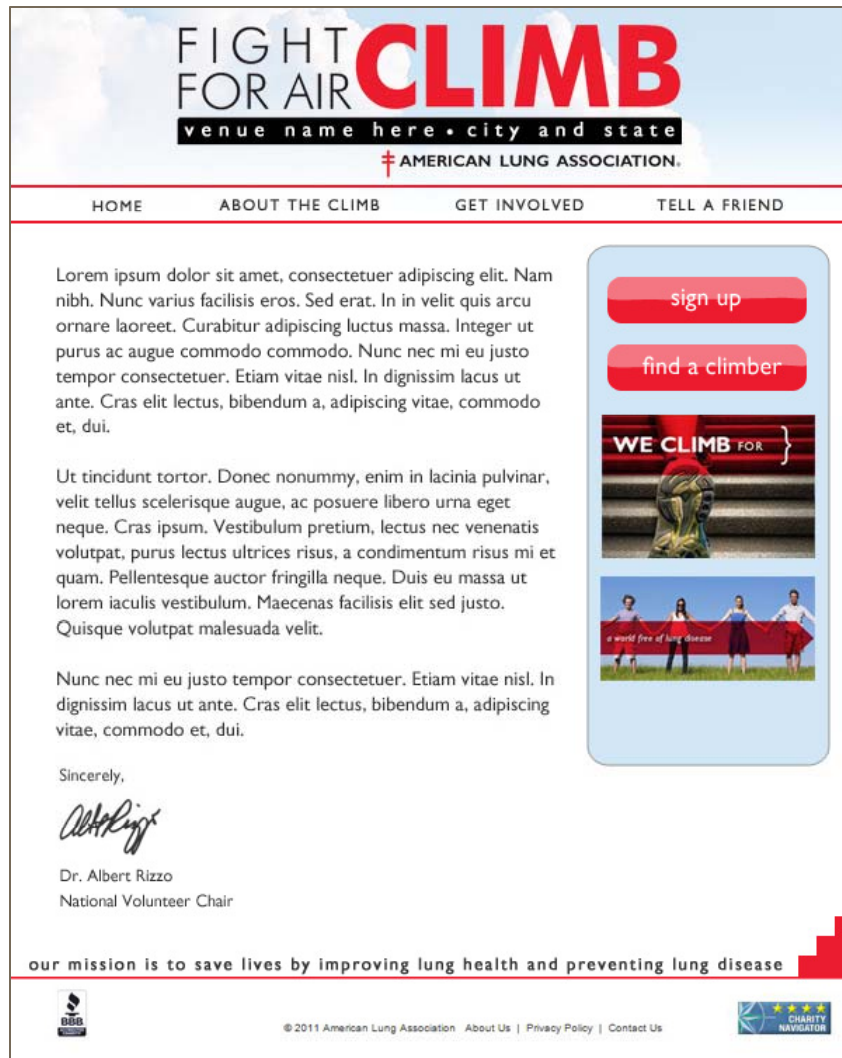 FIGHT
FOR AIR CLIMB
venue name here • city and state
AMERICAN LUNG ASSOCIATION®
HOME ABOUT THE CLIMB GET INVOLVED TELL A FRIEND
Lorem ipsum dolor sit amet, consectetuer adipiscing elit. Nam
nibh. Nunc varius facilisis eros. Sed erat. In in velit quis arcu
ornare laoreet. Curabitur adipiscing luctus massa. Integer ut
purus ac augue commodo commodo. Nunc nec mi eu justo
tempor consectetuer. Etiam vitae nisl. In dignissim lacus ut
ante. Cras elit lectus, bibendum a, adipiscing vitae, commodo
et, dui.
Ut tincidunt tortor. Donec nonummy, enim in lacinia pulvinar,
velit tellus scelerisque augue, ac posuere libero urna eget
neque. Cras ipsum. Vestibulum pretium, lectus nec venenatis
volutpat, purus lectus ultrices risus, a condimentum risus mi et
quam. Pellentesque auctor fringilla neque. Duis eu massa ut
lorem iaculis vestibulum. Maecenas facilisis elit sed justo.
Quisque volutpat malesuada velit.
Nunc nec mi eu justo tempor consectetuer. Etiam vitae nisl. In
dignissim lacus ut ante. Cras elit lectus, bibendum a, adipiscing
vitae, commodo et, dui.
Sincerely,
Dr. Albert Rizzo
National Volunteer Chair
sign up
find a climber
WE CLIMB FOR }
a world free of lung disease
our mission is to save lives by improving lung health and preventing lung disease
BBB
© 2011 American Lung Association About Us | Privacy Policy | Contact Us
CHARITY
NAVIGATOR